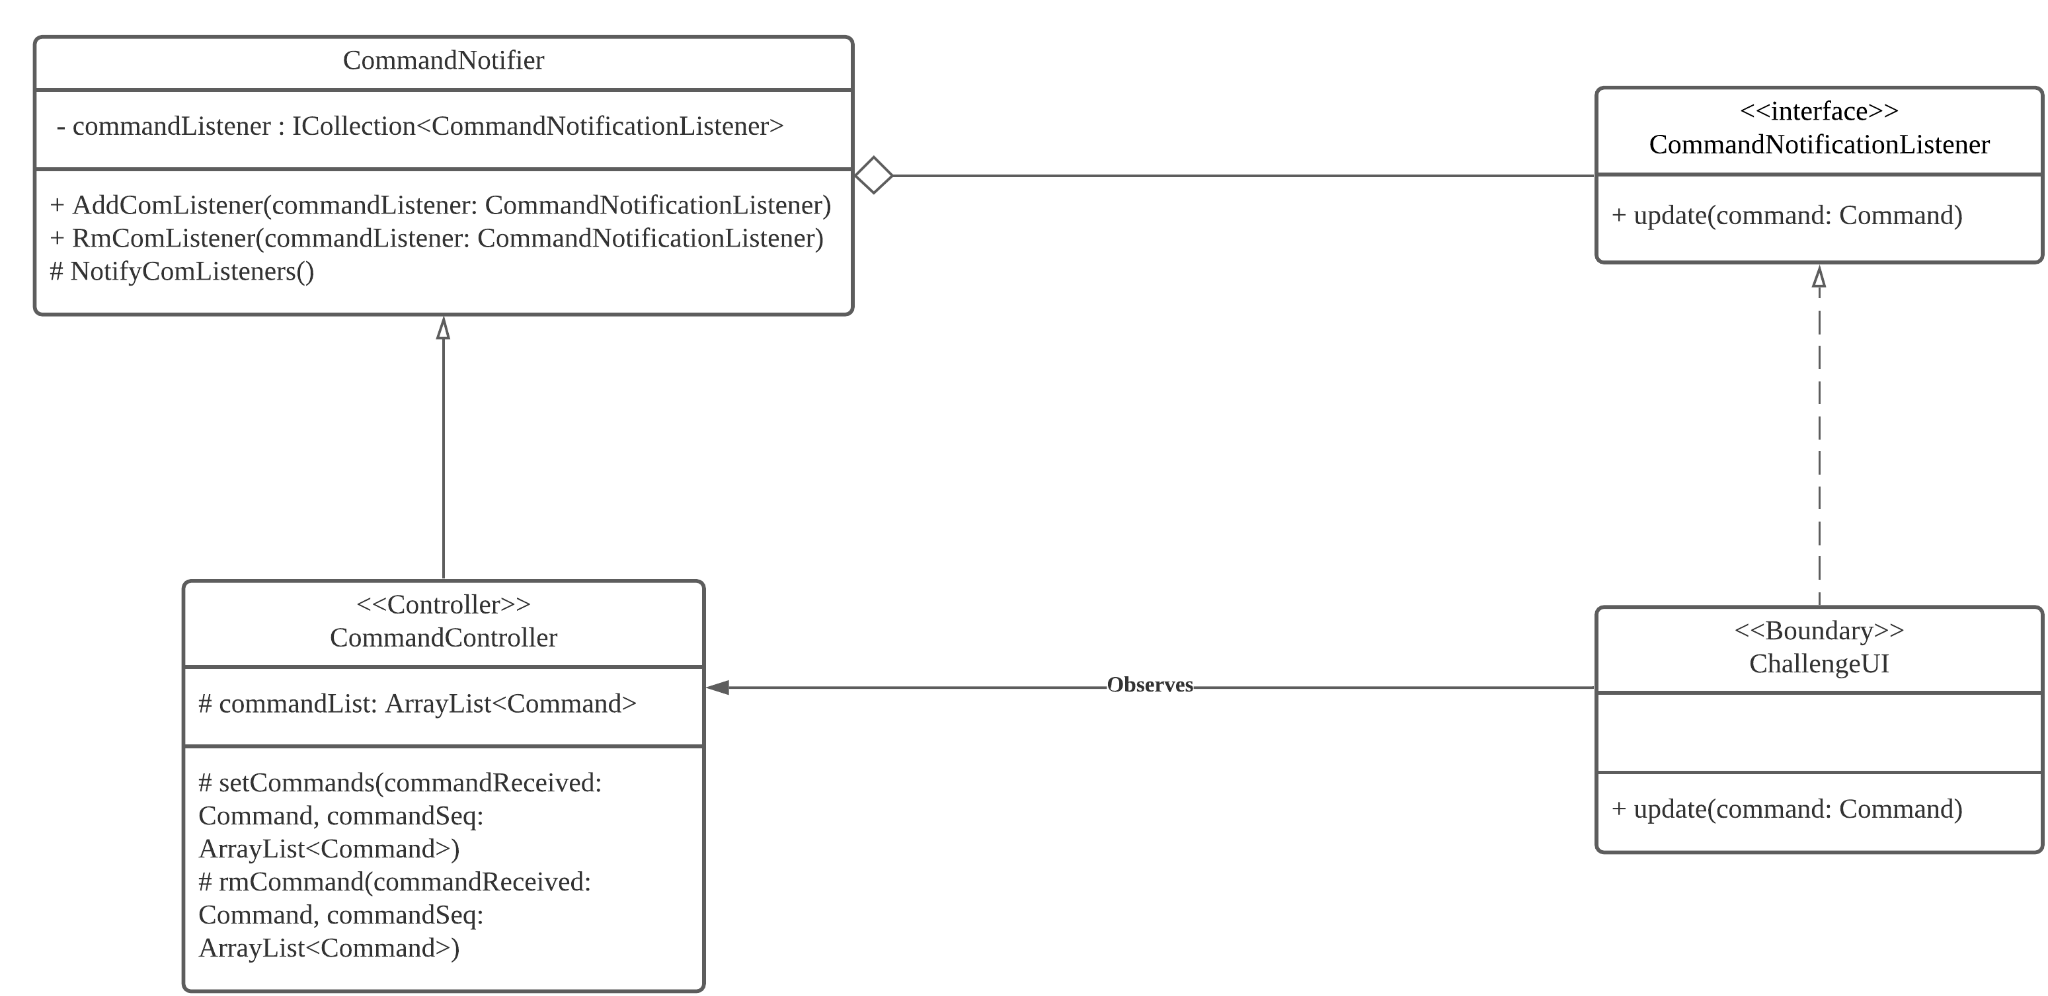 CommandNotifier
- commandListener : ICollection<CommandNotificationListener>
+ AddComListener(commandListener: CommandNotificationListener)
+ RmComListener(commandListener: CommandNotificationListener)
# NotifyComListeners()
<<interface>>
CommandNotificationListener
+ update(command: Command)
<<Controller>>
CommandController
# commandList: ArrayList<Command>
# setCommands(commandReceived:
Command, commandSeq:
ArrayList<Command>)
# rmCommand(commandReceived:
Command, commandSeq:
ArrayList<Command>)
Observes
<<Boundary>>
ChallengeUI
+ update(command: Command)